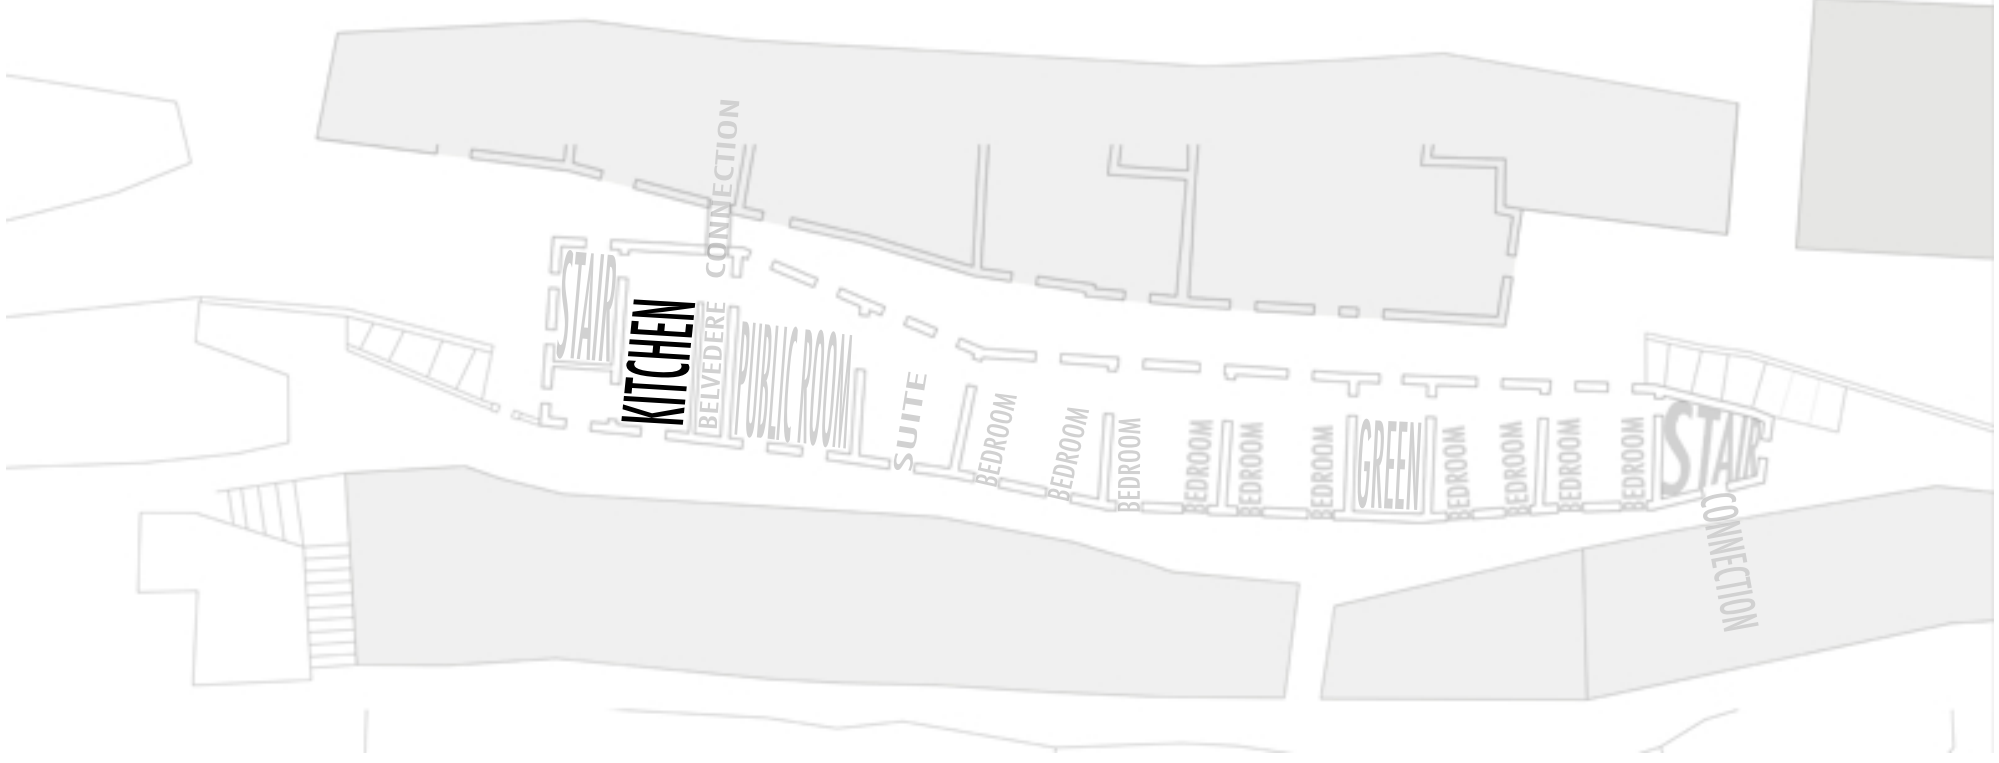 STAIR
KITCHEN
BELVEDERE CONNECTION
PUBLIC ROOM
SUITE
BEDROOM
BEDROOM
BEDROOM
BEDROOM
BEDROOM
BEDROOM
GREEN
BEDROOM
BEDROOM
BEDROOM
BEDROOM
STAIR
CONNECTION